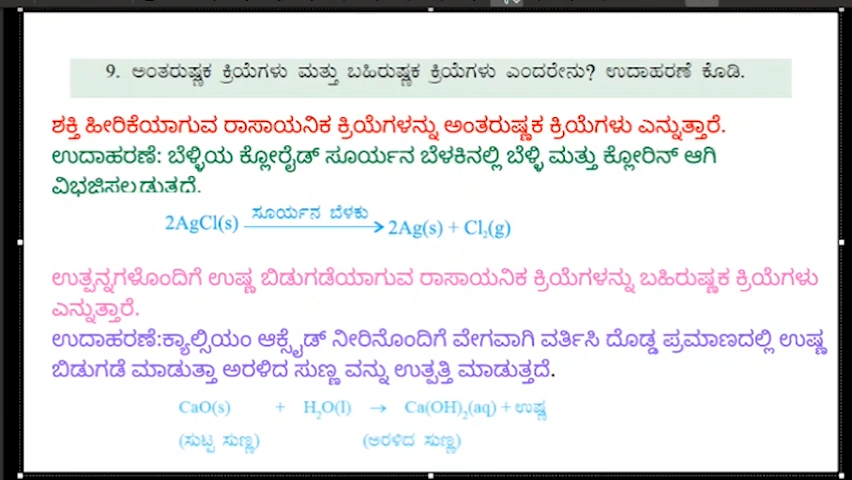 9. ಅಂತರುಷ್ಣಕ ಕ್ರಿಯೆಗಳು ಮತ್ತು ಬಹಿರುಷ್ಣಕ ಕ್ರಿಯೆಗಳು ಎಂದರೇನು? ಉದಾಹರಣೆ ಕೊಡಿ.
ಶಕ್ತಿ ಹೀರಿಕೆಯಾಗುವ ರಾಸಾಯನಿಕ ಕ್ರಿಯೆಗಳನ್ನು ಅಂತರುಷ್ಣಕ ಕ್ರಿಯೆಗಳು ಎನ್ನುತ್ತಾರೆ.
ಉದಾಹರಣೆ: ಬೆಳ್ಳಿಯ ಕ್ಲೋರೈಡ್ ಸೂರ್ಯನ ಬೆಳಕಿನಲ್ಲಿ ಬೆಳ್ಳಿ ಮತ್ತು ಕ್ಲೋರಿನ್ ಆಗಿ
ವಿಭಜಿಸಲ್ಪಡುತ್ತದೆ.
ಸೂರ್ಯನ ಬೆಳಕು
2AgCl(s) → 2Ag(s) + Cl₂(g)
ಉತ್ಪನ್ನಗಳೊಂದಿಗೆ ಉಷ್ಣ ಬಿಡುಗಡೆಯಾಗುವ ರಾಸಾಯನಿಕ ಕ್ರಿಯೆಗಳನ್ನು ಬಹಿರುಷ್ಣಕ ಕ್ರಿಯೆಗಳು
ಎನ್ನುತ್ತಾರೆ.
ಉದಾಹರಣೆ:ಕ್ಯಾಲ್ಸಿಯಂ ಆಕ್ಸೈಡ್ ನೀರಿನೊಂದಿಗೆ ವೇಗವಾಗಿ ವರ್ತಿಸಿ ದೊಡ್ಡ ಪ್ರಮಾಣದಲ್ಲಿ ಉಷ್ಣ
ಬಿಡುಗಡೆ ಮಾಡುತ್ತಾ ಅರಳಿದ ಸುಣ್ಣ ವನ್ನು ಉತ್ಪತ್ತಿ ಮಾಡುತ್ತದೆ.
CaO(s) + H₂O(l) → Ca(OH)₂(aq) + ಉಷ್ಣ
(ಸುಟ್ಟ ಸುಣ್ಣ) (ಅರಳಿದ ಸುಣ್ಣ)